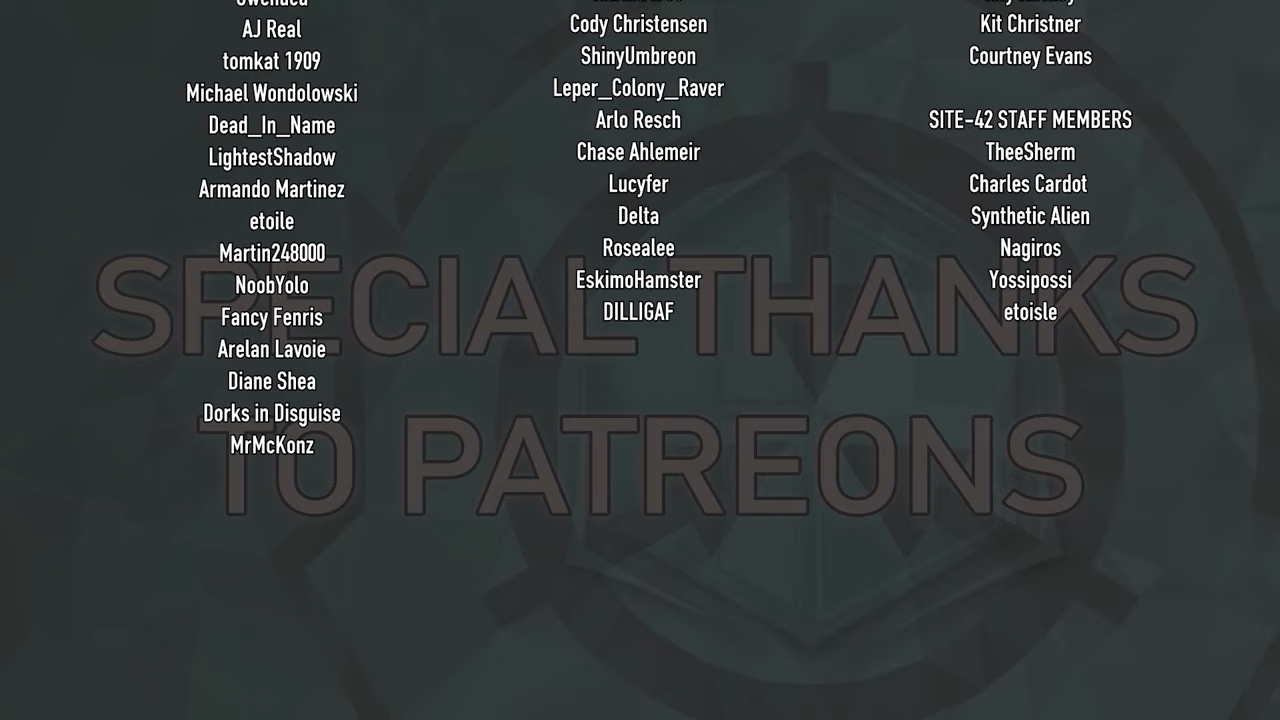 AJ Real
tomkat 1909
Michael Wondolowski
Dead_In_Name
LightestShadow
Armando Martinez
etoile
Martin248000
NoobYolo
Fancy Fenris
Arelan Lavoie
Diane Shea
Dorks in Disguise
MrMcKonz
Cody Christensen
ShinyUmbreon
Leper_Colony_Raver
Arlo Resch
Chase Ahlemeir
Lucyfer
Delta
Rosealee
EskimoHamster
DILLIGAF
Kit Christner
Courtney Evans
SITE-42 STAFF MEMBERS
TheeSherm
Charles Cardot
Synthetic Alien
Nagiros
Yossipossi
etoisle
SPECIAL THANKS
TO PATREONS